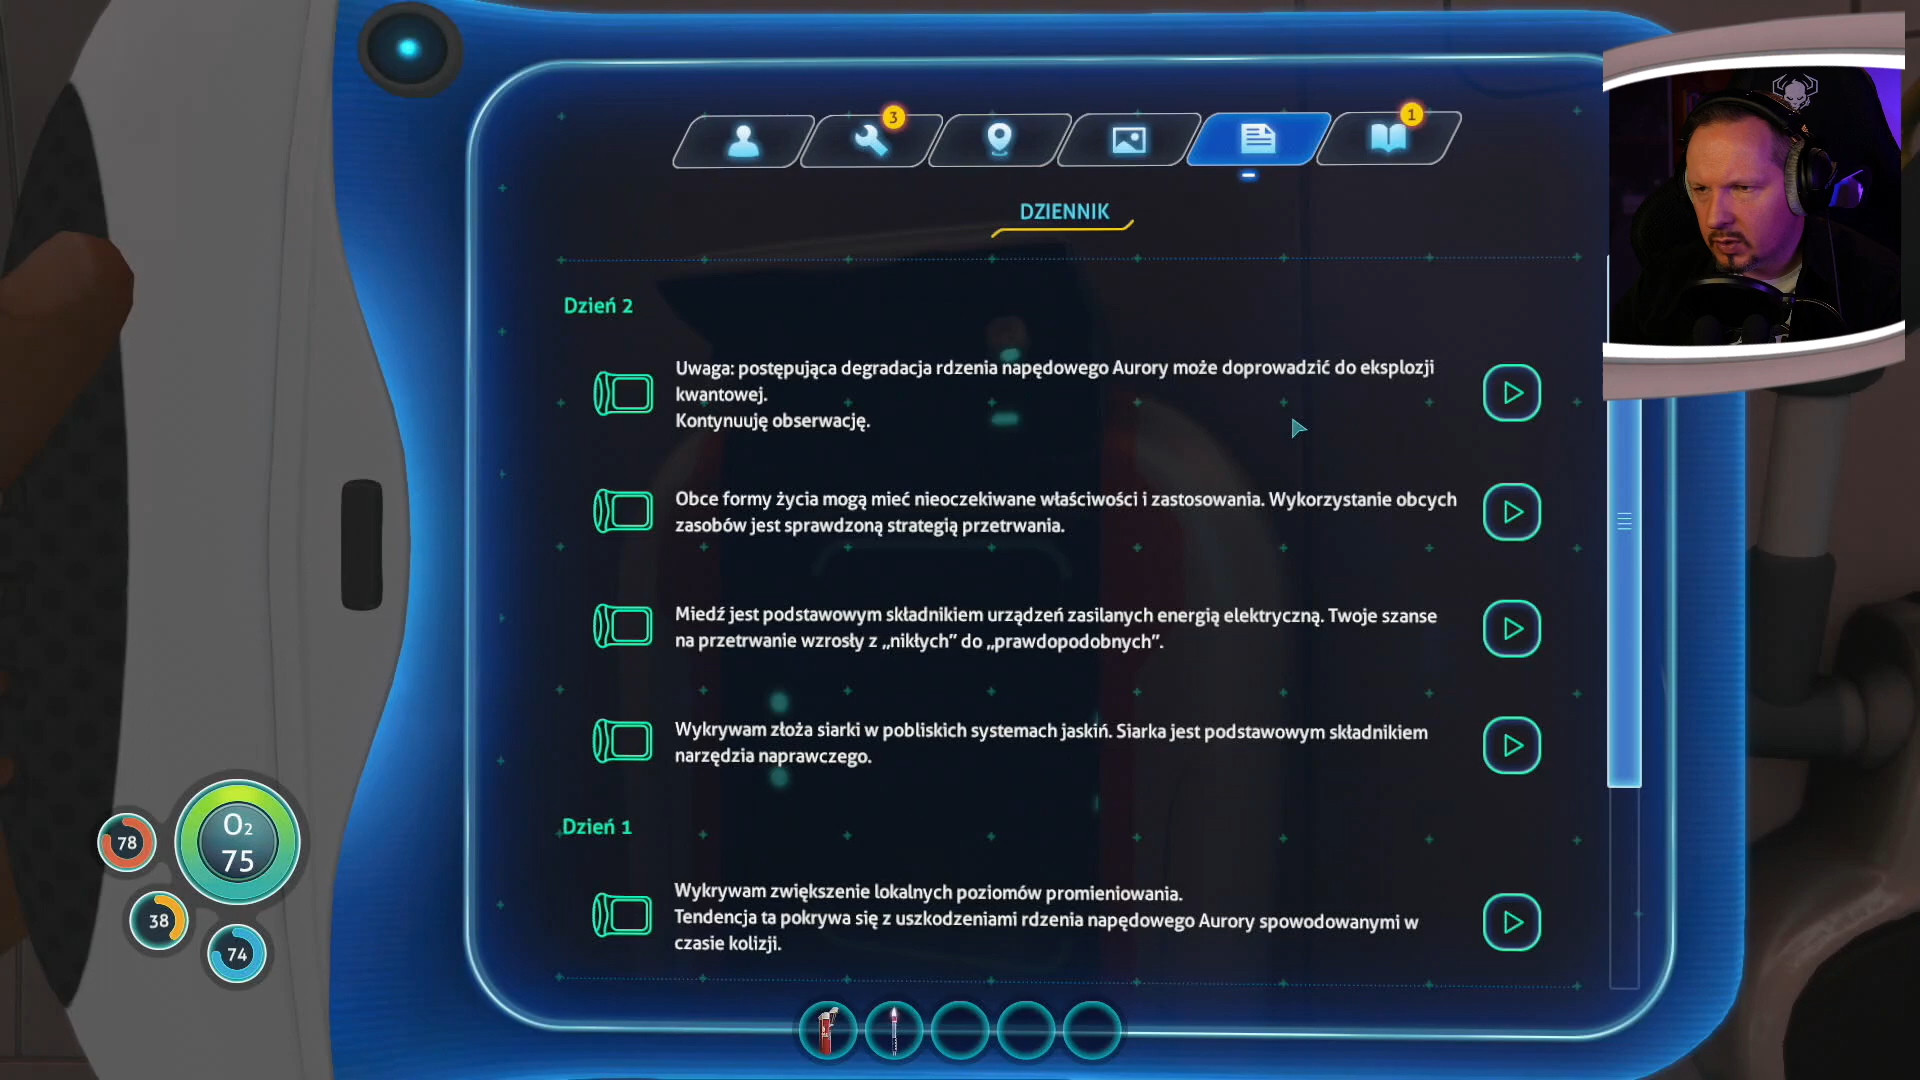 3
1
DZIENNIK
Dzień 2
Uwaga: postępująca degradacja rdzenia napędowego Aurory może doprowadzić do eksplozji
kwantowej.
Kontynuuję obserwację.
Obce formy życia mogą mieć nieoczekiwane właściwości i zastosowania. Wykorzystanie obcych
zasobów jest sprawdzoną strategią przetrwania.
Miedź jest podstawowym składnikiem urządzeń zasilanych energią elektryczną. Twoje szanse
na przetrwanie wzrosły z „nikłych” do „prawdopodobnych”.
Wykrywam złoża siarki w pobliskich systemach jaskiń. Siarka jest podstawowym składnikiem
narzędzia naprawczego.
Dzień 1
Wykrywam zwiększenie lokalnych poziomów promieniowania.
Tendencja ta pokrywa się z uszkodzeniami rdzenia napędowego Aurory spowodowanymi w
czasie kolizji.
O2
75
78
38
74